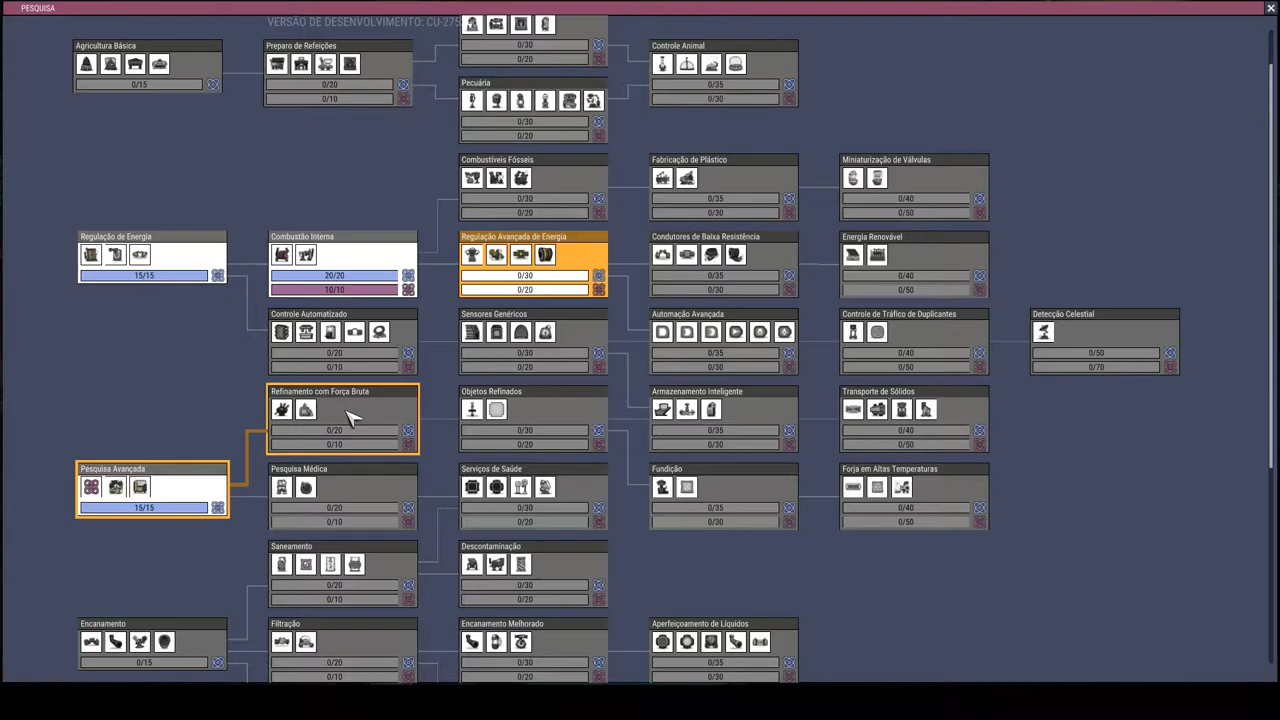 PESQUISA
VERSÃO DE DESENVOLVIMENTO: CU-275
0/30
0/20
Agricultura Básica
0/15
Preparo de Refeições
0/20
0/10
Controle Animal
0/35
0/30
Pecuária
0/30
0/20
Combustíveis Fósseis
0/30
0/20
Fabricação de Plástico
0/35
0/30
Miniaturização de Válvulas
0/40
0/50
Regulação de Energia
15/15
Combustão Interna
20/20
10/10
Regulação Avançada de Energia
0/30
0/20
Condutores de Baixa Resistência
0/35
0/30
Energia Renovável
0/40
0/50
Controle Automatizado
0/20
0/10
Sensores Genéricos
0/30
0/20
Automação Avançada
0/35
0/30
Controle de Tráfico de Duplicantes
0/40
0/50
Detecção Celestial
0/50
0/70
Refinamento com Força Bruta
0/20
0/10
Objetos Refinados
0/30
0/20
Armazenamento Inteligente
0/35
0/30
Transporte de Sólidos
0/40
0/50
Pesquisa Avançada
15/15
Pesquisa Médica
0/20
0/10
Serviços de Saúde
0/30
0/20
Fundição
0/35
0/30
Forja em Altas Temperaturas
0/40
0/50
Saneamento
0/20
0/10
Descontaminação
0/30
0/20
Encanamento
0/15
Filtração
0/20
0/10
Encanamento Melhorado
0/30
0/20
Aperfeiçoamento de Líquidos
0/35
0/30